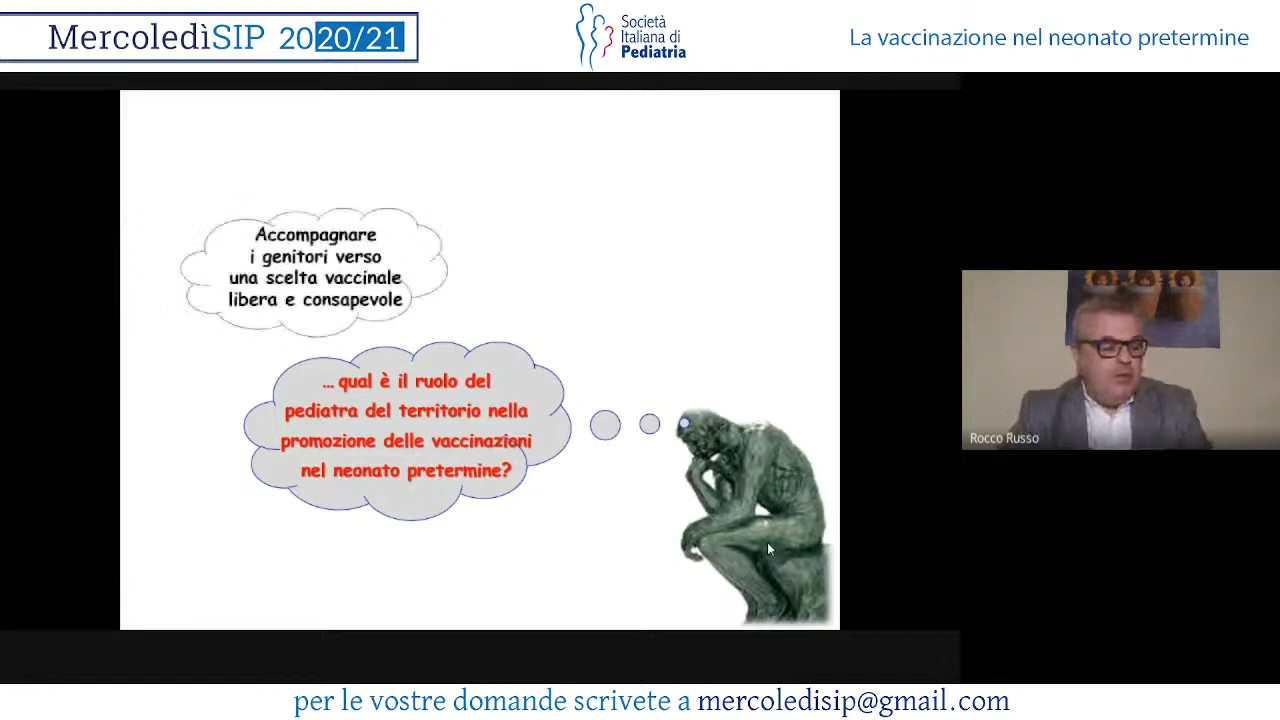 MercoledìSIP 2020/21
Società
Italiana di
Pediatria
La vaccinazione nel neonato pretermine
Accompagnare
i genitori verso
una scelta vaccinale
libera e consapevole
... qual è il ruolo del
pediatra del territorio nella
promozione delle vaccinazioni
nel neonato pretermine?
Rocco Russo
per le vostre domande scrivete a mercoledisip@gmail.com